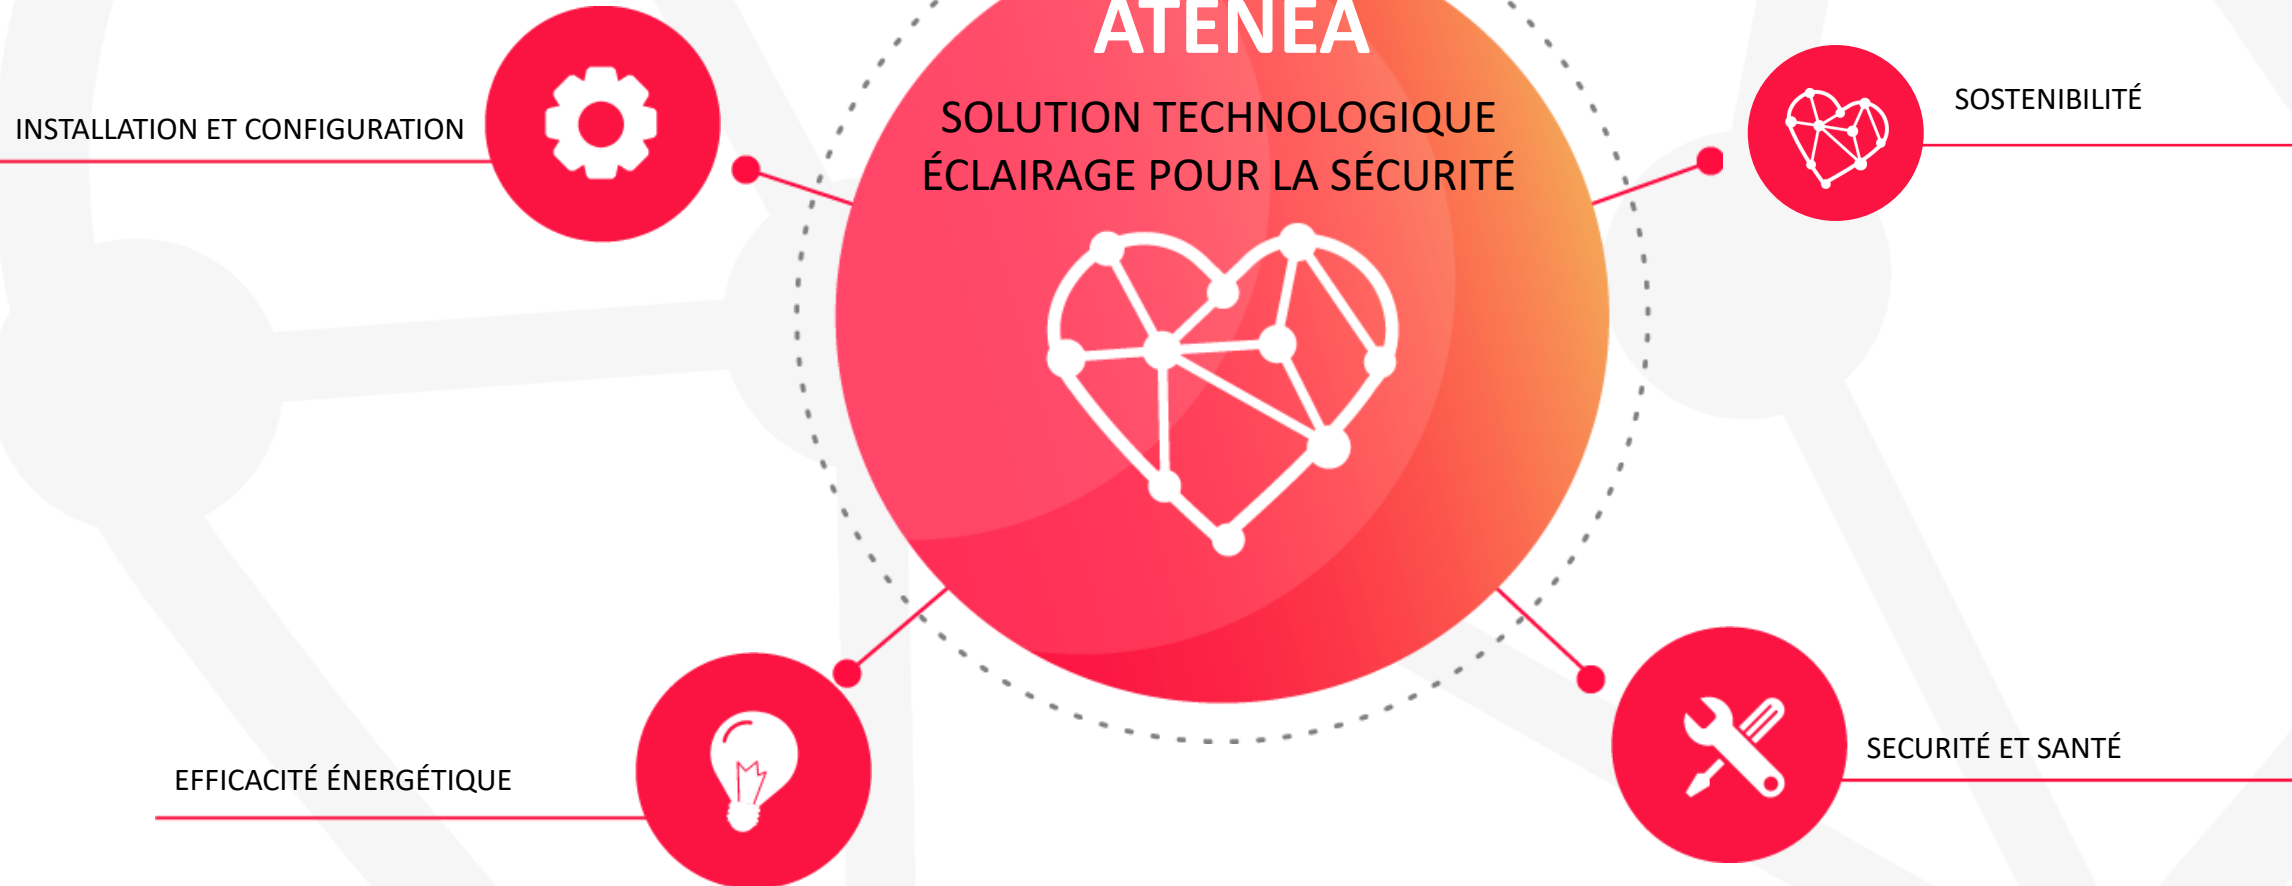 ATENEA
SOLUTION TECHNOLOGIQUE
ÉCLAIRAGE POUR LA SÉCURITÉ
INSTALLATION ET CONFIGURATION
SOSTENIBILITÉ
EFFICACITÉ ÉNERGÉTIQUE
SECURITÉ ET SANTÉ